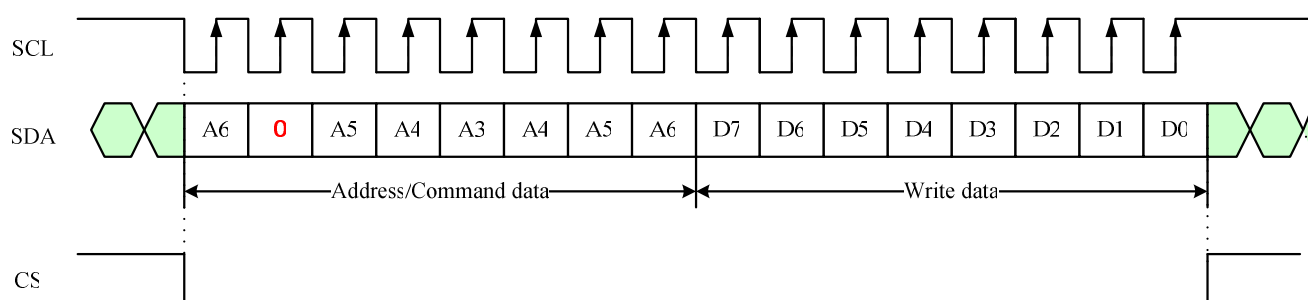 SCL
SDA A6 0 A5 A4 A3 A4 A5 A6 D7 D6 D5 D4 D3 D2 D1 D0
Address/Command data Write data
CS